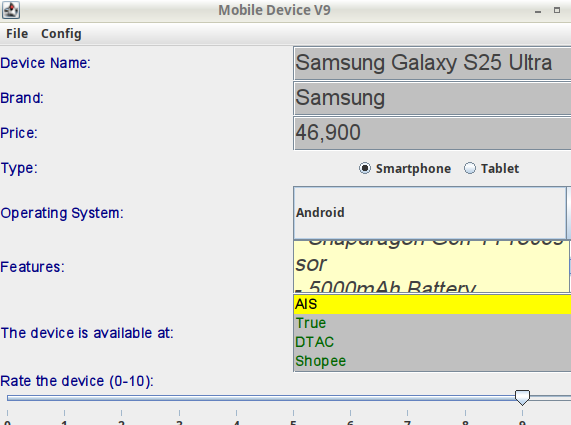 Mobile Device V9
File Config
Device Name: Samsung Galaxy S25 Ultra
Brand: Samsung
Price: 46,900
Type: Smartphone Tablet
Operating System: Android
Features:
sor
- 5000mAh Battery
The device is available at:
AIS
True
DTAC
Shopee
Rate the device (0-10):
0 1 2 3 4 5 6 7 8 9